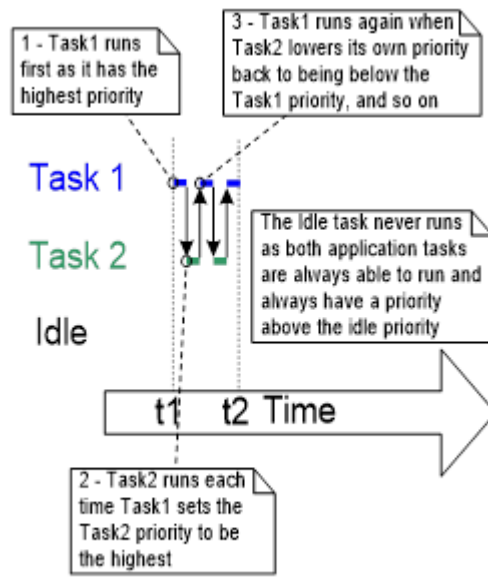 1 - Task1 runs
first as it has the
highest priority
3 - Task1 runs again when
Task2 lovers its own priority
back to being below the
Task1 priority, and so on
Task 1
Task 2
Idle
The Idle task never runs
as both application tasks
are always able to run and
always have a priority
above the idle priority
t1
t2
Time
2 - Task2 runs each
time Task1 sets the
Task2 priority to be
the highest